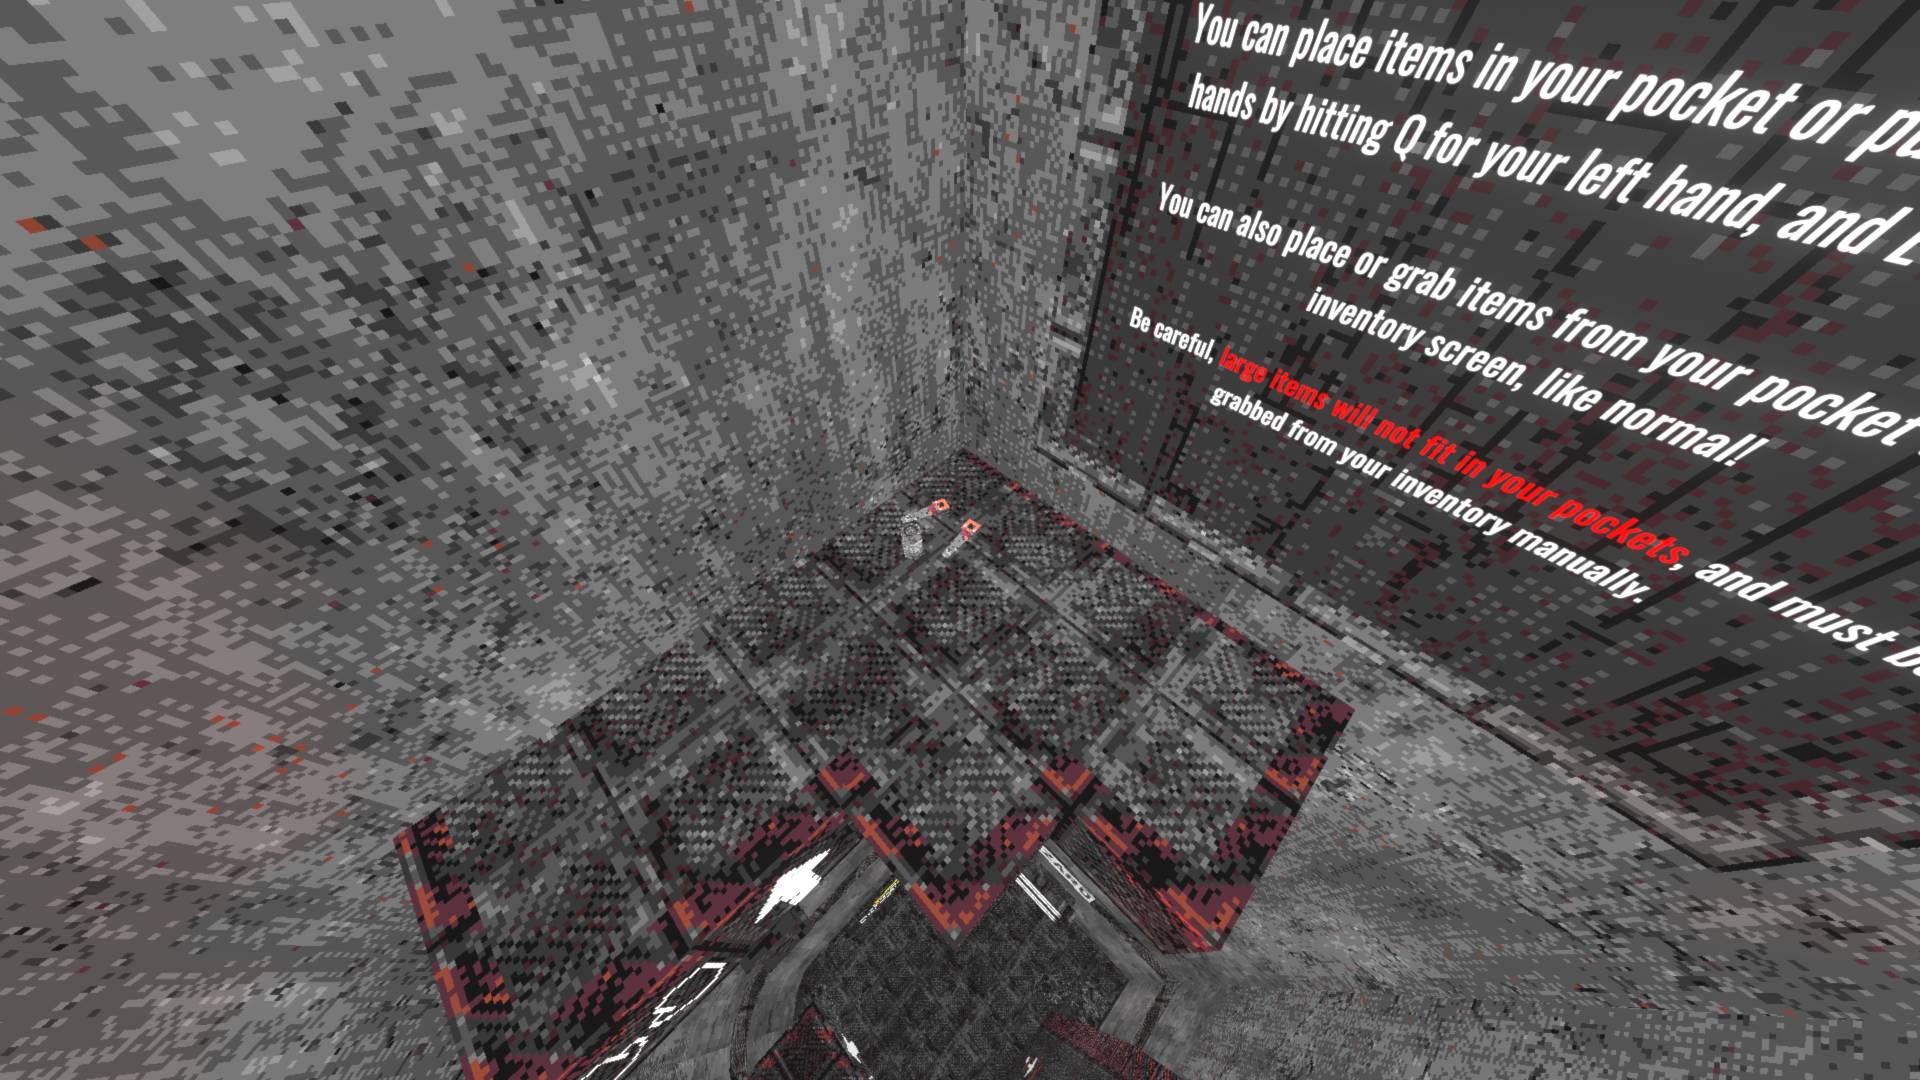 You can place items in your pocket or
hands by hitting Q for your left hand, and
You can also place or grab items from your pocket
inventory screen, like normal!
Be careful, large items will not fit in your pockets, and must
grabbed from your inventory manually.